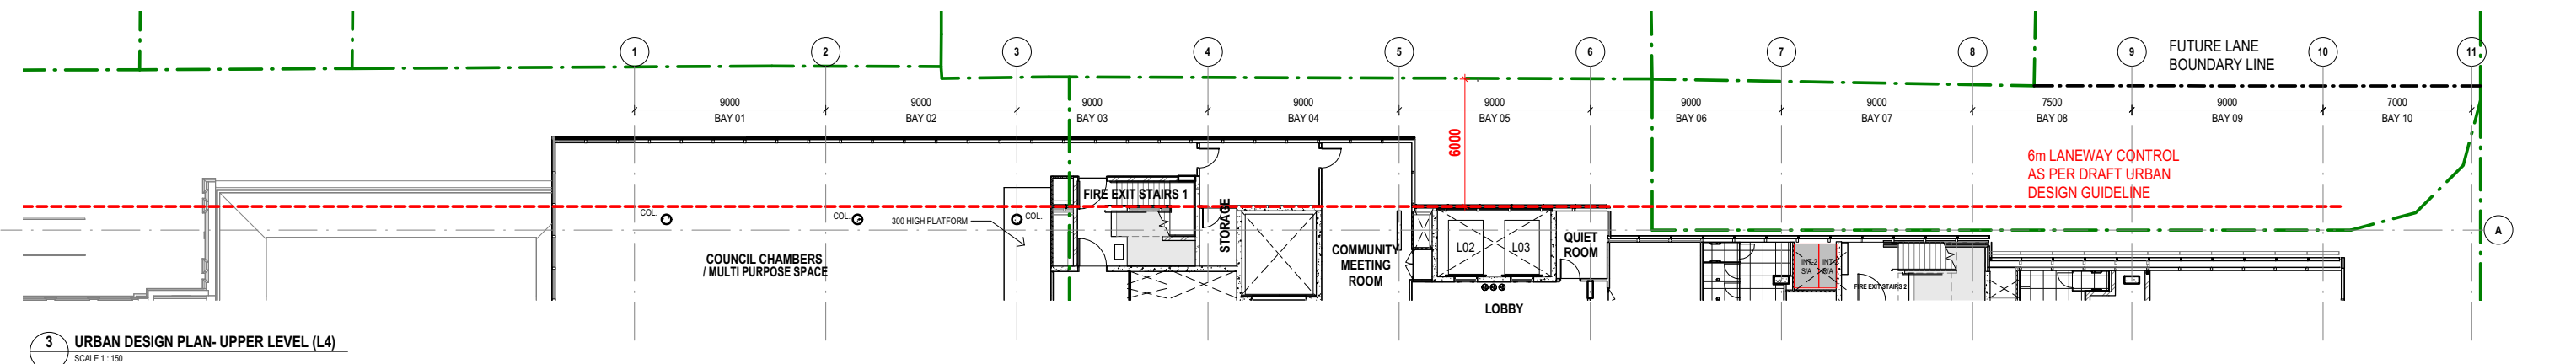 1 2 3 4 5 6 7 8 9 10 11
FUTURE LANE
BOUNDARY LINE
9000 9000 9000 9000 9000 9000 9000 7500 9000 7000
BAY 01 BAY 02 BAY 03 BAY 04 BAY 05 BAY 06 BAY 07 BAY 08 BAY 09 BAY 10
6000
6m LANEWAY CONTROL
AS PER DRAFT URBAN
DESIGN GUIDELINE
FIRE EXIT STAIRS 1
COL. COL. COL.
300 HIGH PLATFORM
STORAGE
COUNCIL CHAMBERS
/ MULTI PURPOSE SPACE
COMMUNITY
MEETING
ROOM
L02 L03
QUIET
ROOM
LOBBY
INT.2 INT.
S/A S/A
FIRE EXIT STAIRS 2
A
3 URBAN DESIGN PLAN- UPPER LEVEL (L4)
SCALE 1 : 150